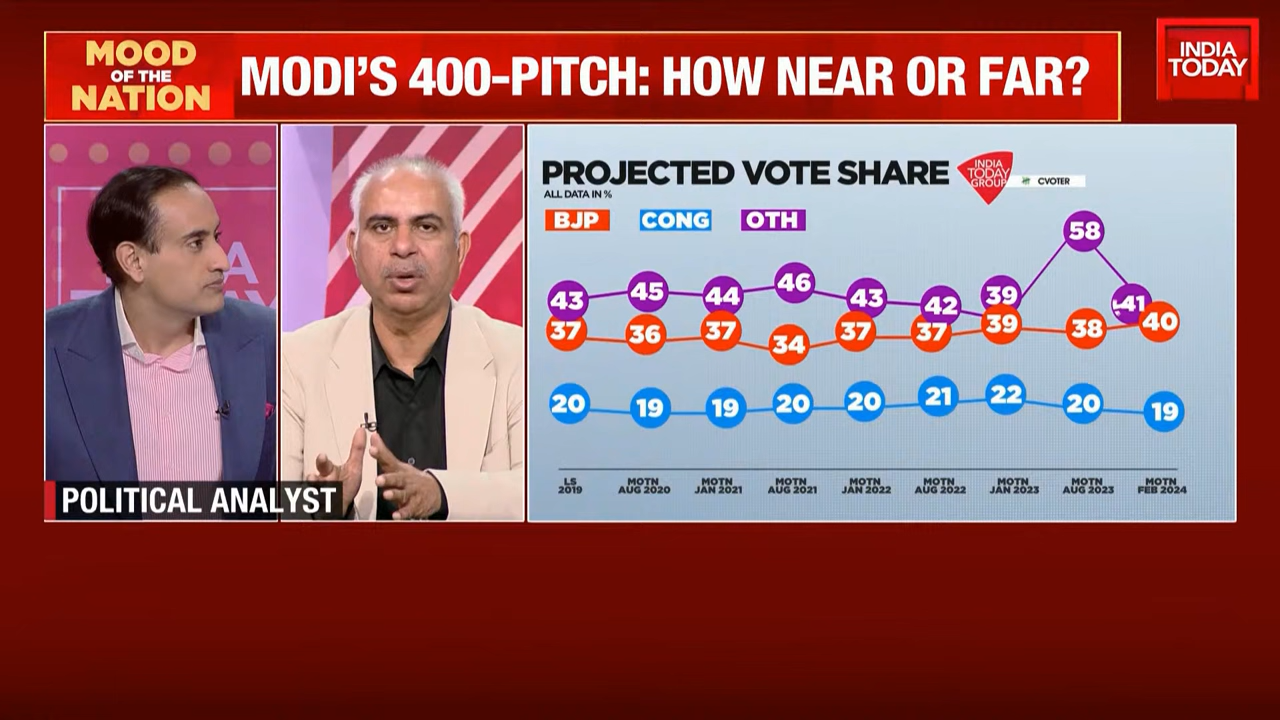 MOOD
OF THE
NATION
MODI'S 400-PITCH: HOW NEAR OR FAR?
INDIA
TODAY
PROJECTED VOTE SHARE
ALL DATA IN %
INDIA
TODAY
GROUP
CVOTER
BJP CONG OTH
43 45 44 46 43 42 39 58 41
37 36 37 34 37 37 39 38 40
20 19 19 20 20 21 22 20 19
LS
2019
MOTN
AUG 2020
MOTN
JAN 2021
MOTN
AUG 2021
MOTN
JAN 2022
MOTN
AUG 2022
MOTN
JAN 2023
MOTN
AUG 2023
MOTN
FEB 2024
POLITICAL ANALYST